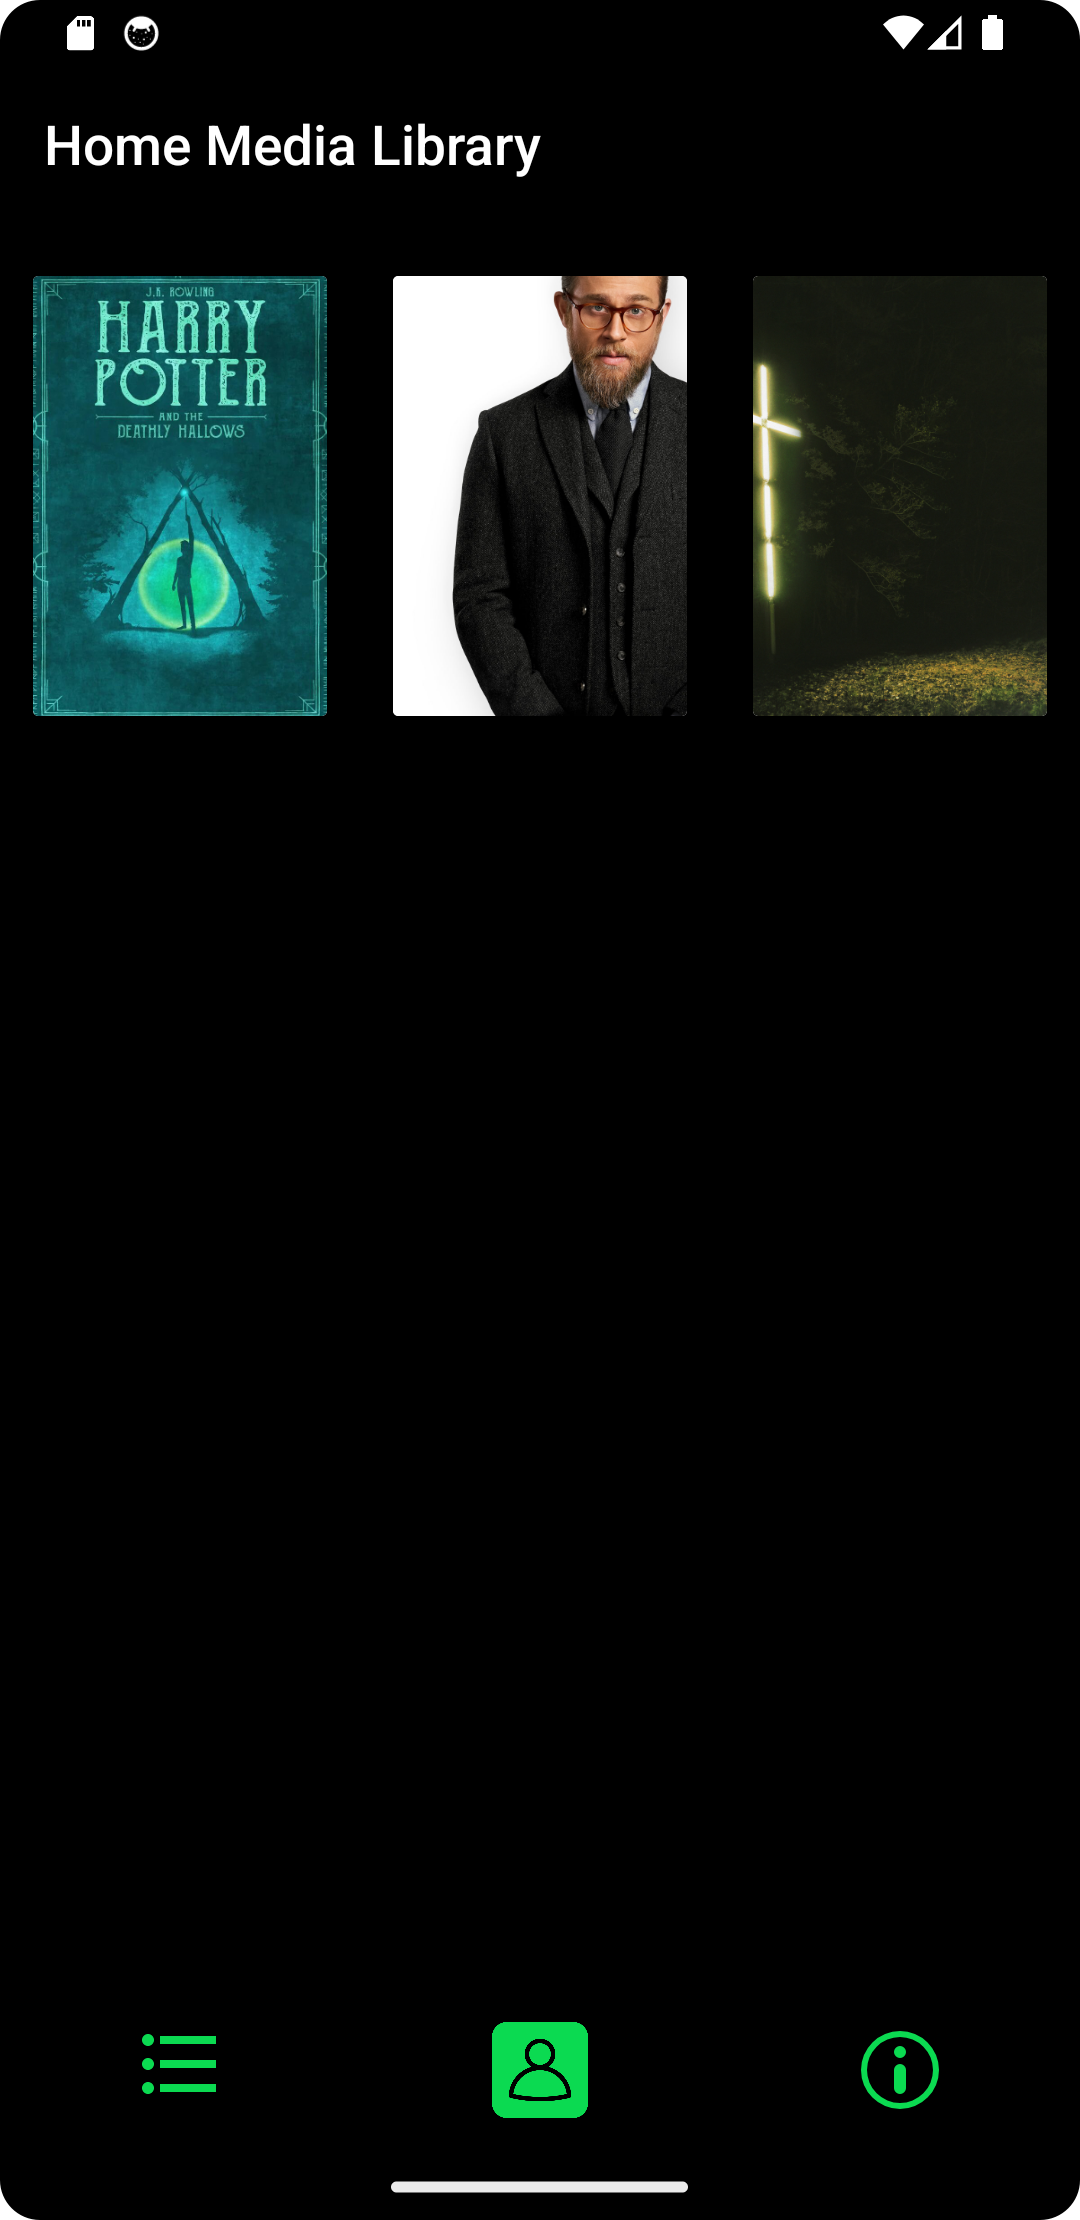 Home Media Library
J.K. ROWLING
HARRY
POTTER
AND THE
DEATHLY HALLOWS